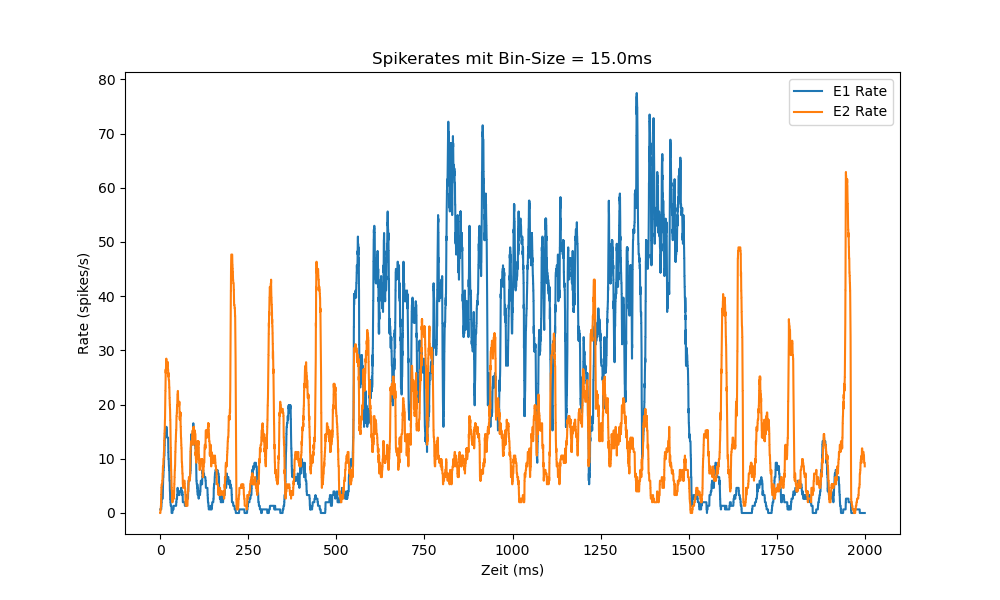 Spikerates mit Bin-Size = 15.0ms
E1 Rate
E2 Rate
Rate (spikes/s)
80
70
60
50
40
30
20
10
0
0 250 500 750 1000 1250 1500 1750 2000
Zeit (ms)